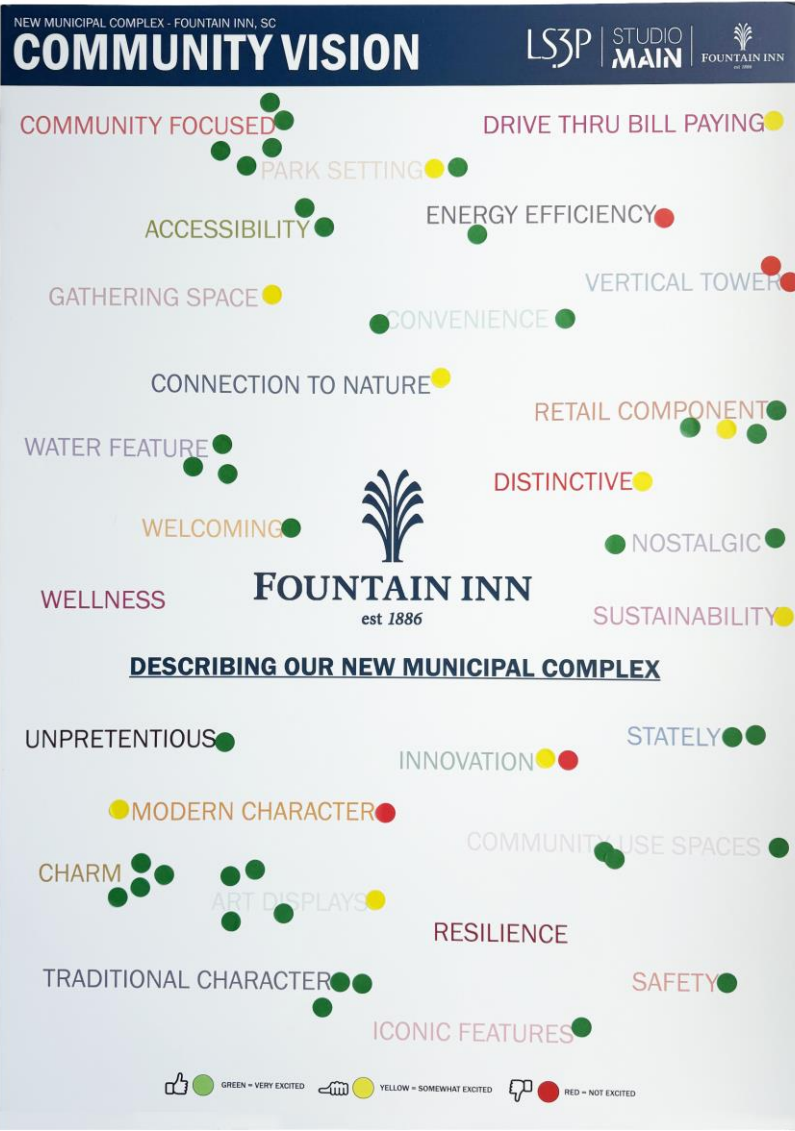 NEW MUNICIPAL COMPLEX - FOUNTAIN INN, SC
COMMUNITY VISION
LS3P
STUDIO
MAIN
FOUNTAIN INN
est 1886
COMMUNITY FOCUSED
DRIVE THRU BILL PAYING
PARK SETTING
ENERGY EFFICIENCY
ACCESSIBILITY
VERTICAL TOWER
GATHERING SPACE
CONVENIENCE
CONNECTION TO NATURE
RETAIL COMPONENT
WATER FEATURE
DISTINCTIVE
WELCOMING
NOSTALGIC
FOUNTAIN INN
est 1886
WELLNESS
SUSTAINABILITY
DESCRIBING OUR NEW MUNICIPAL COMPLEX
UNPRETENTIOUS
STATELY
INNOVATION
MODERN CHARACTER
COMMUNITY USE SPACES
CHARM
ART DISPLAYS
RESILIENCE
TRADITIONAL CHARACTER
SAFETY
ICONIC FEATURES
GREEN = VERY EXCITED
YELLOW = SOMEWHAT EXCITED
RED = NOT EXCITED